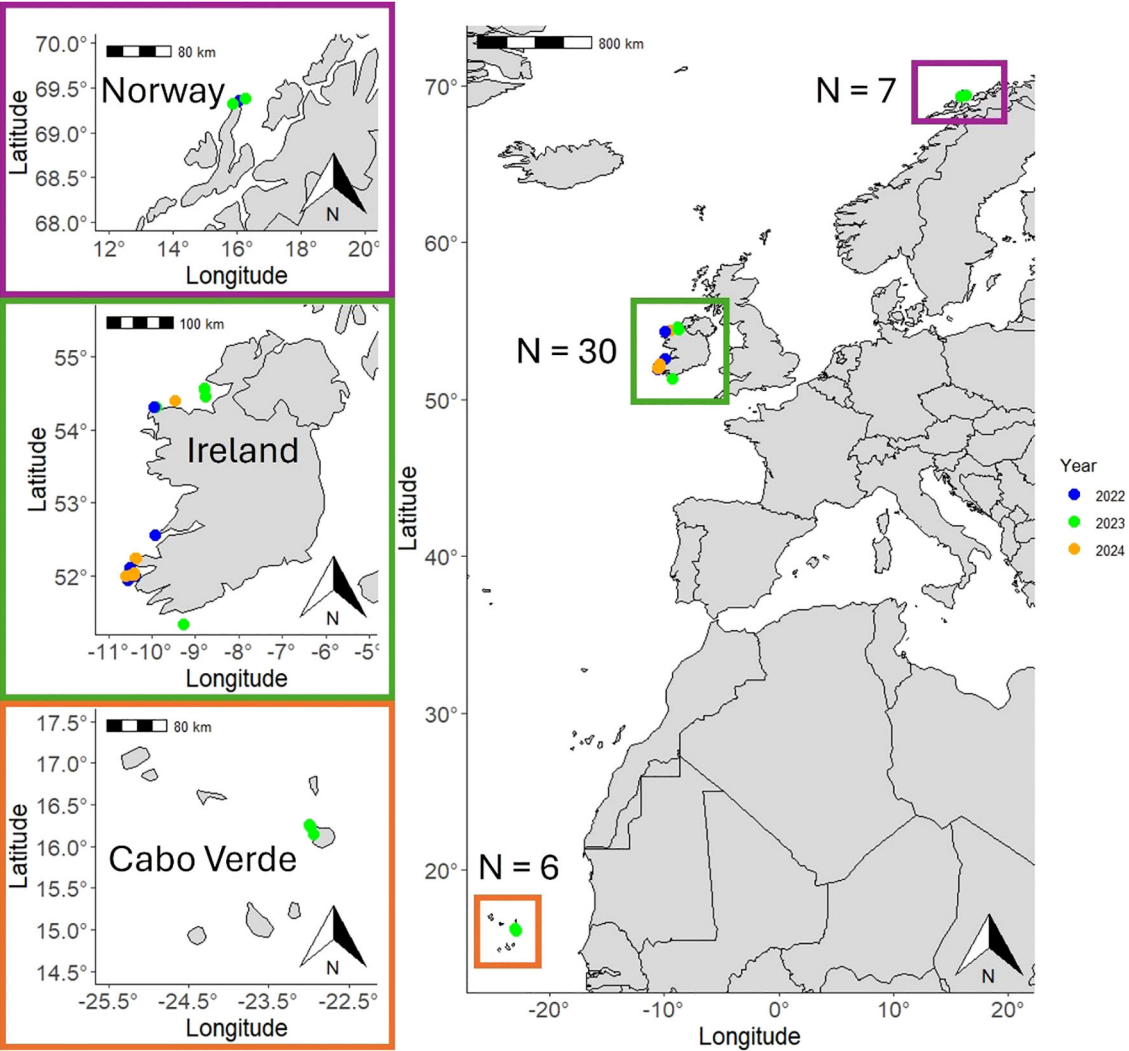 70.0°
80 km
Norway
69.5°
69.0°
68.5°
68.0°
N
12° 14° 16° 18° 20°
Longitude
Latitude
100 km
55°
54°
Ireland
53°
52°
N
-11° -10° -9° -8° -7° -6° -5°
Longitude
Latitude
17.5°
80 km
17.0°
16.5°
16.0°
Cabo Verde
15.5°
15.0°
14.5°
N
-25.5° -24.5° -23.5° -22.5°
Longitude
Latitude
800 km
70°
N = 7
60°
N = 30
50°
40°
30°
20°
N = 6
N
-20° -10° 0° 10° 20°
Longitude
Latitude
Year
2022
2023
2024